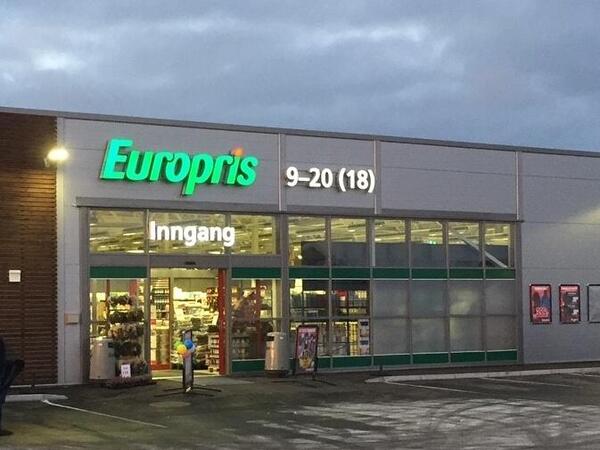 Europris
9–20 (18)
Inngang